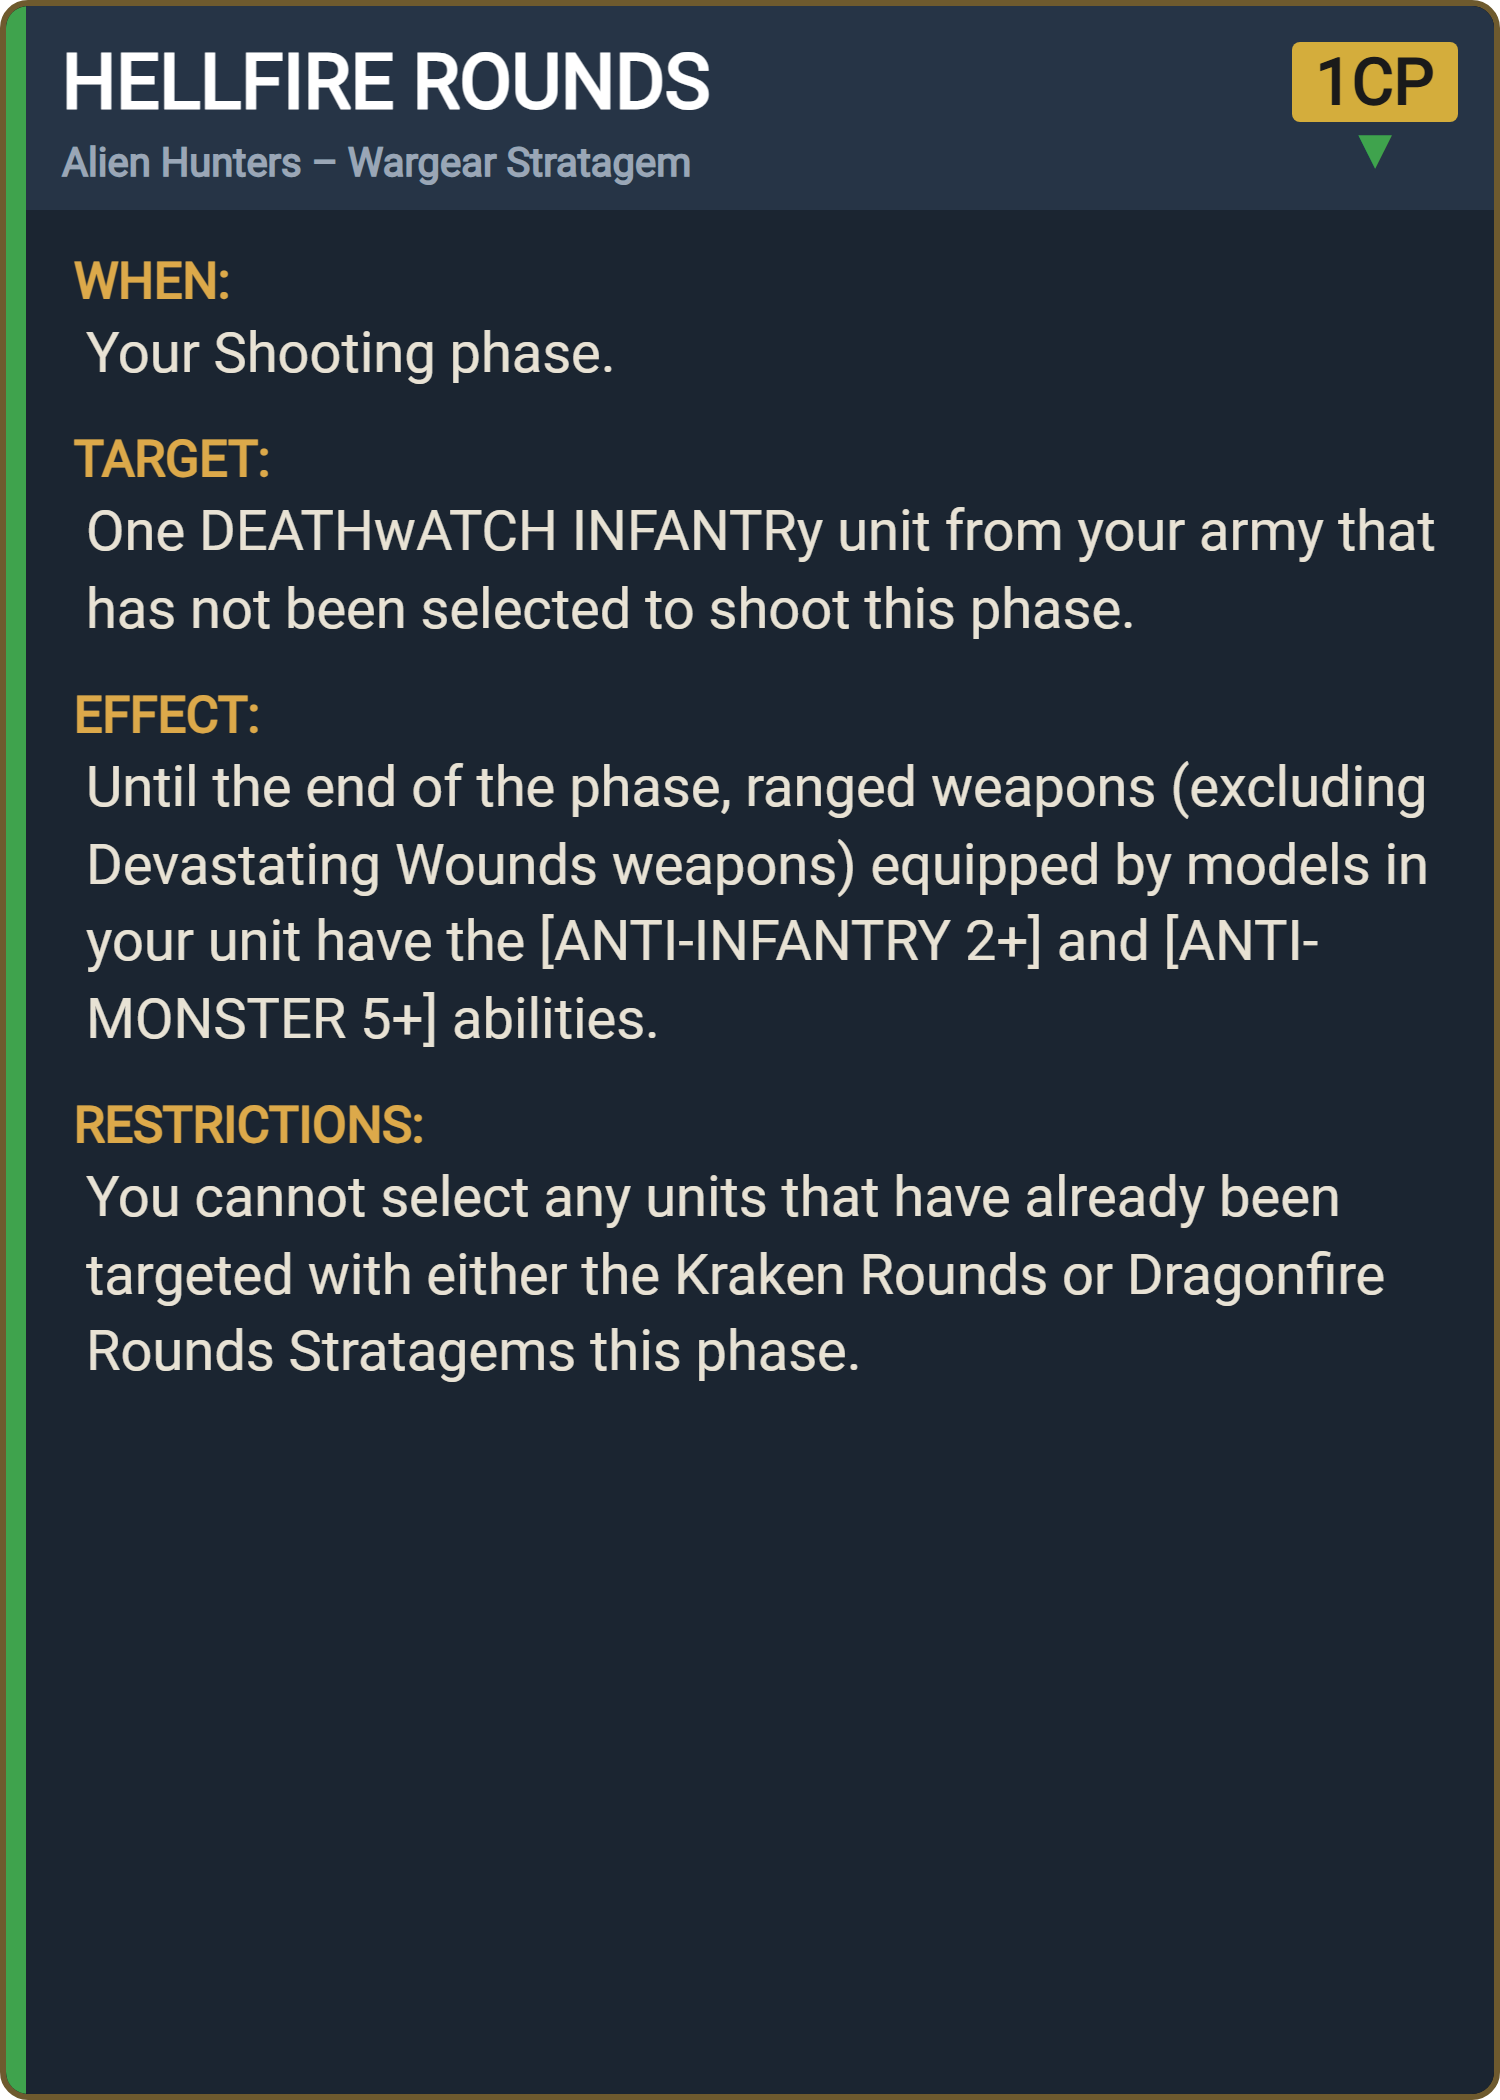 HELLFIRE ROUNDS
1CP
Alien Hunters – Wargear Stratagem
WHEN:
Your Shooting phase.
TARGET:
One DEATHwATCH INFANTRy unit from your army that
has not been selected to shoot this phase.
EFFECT:
Until the end of the phase, ranged weapons (excluding
Devastating Wounds weapons) equipped by models in
your unit have the [ANTI-INFANTRY 2+] and [ANTI-
MONSTER 5+] abilities.
RESTRICTIONS:
You cannot select any units that have already been
targeted with either the Kraken Rounds or Dragonfire
Rounds Stratagems this phase.